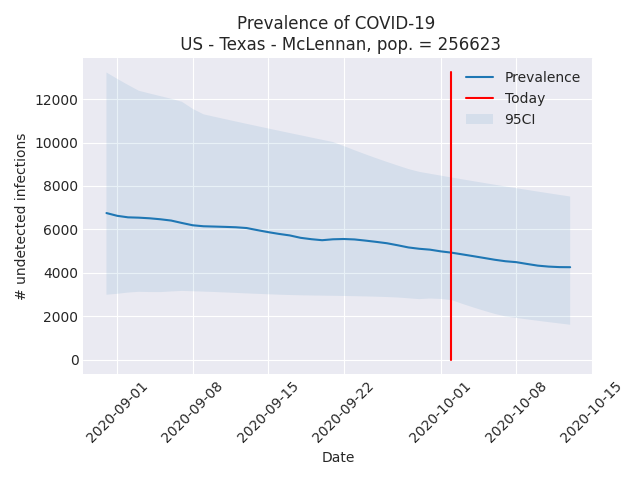 Prevalence of COVID-19
US - Texas - McLennan, pop. = 256623
Prevalence
Today
95CI
# undetected infections
12000
10000
8000
6000
4000
2000
0
2020-09-01
2020-09-08
2020-09-15
2020-09-22
2020-10-01
2020-10-08
2020-10-15
Date